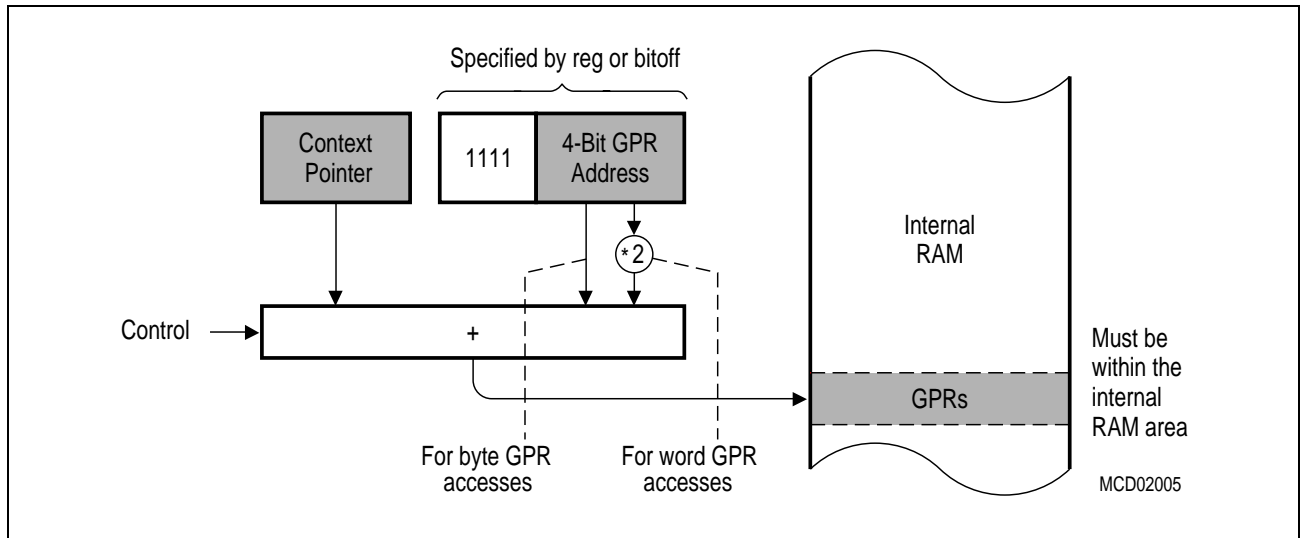 Specified by reg or bitoff
Context
Pointer
1111
4-Bit GPR
Address
*2
Control
+
For byte GPR
accesses
For word GPR
accesses
Internal
RAM
GPRs
Must be
within the
internal
RAM area
MCD02005